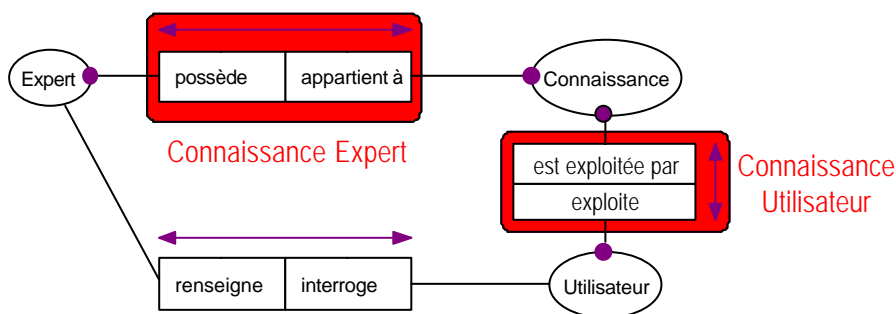 Expert
possède
appartient à
Connaissance
Connaissance Expert
est exploitée par
exploite
Connaissance
Utilisateur
renseigne
interroge
Utilisateur